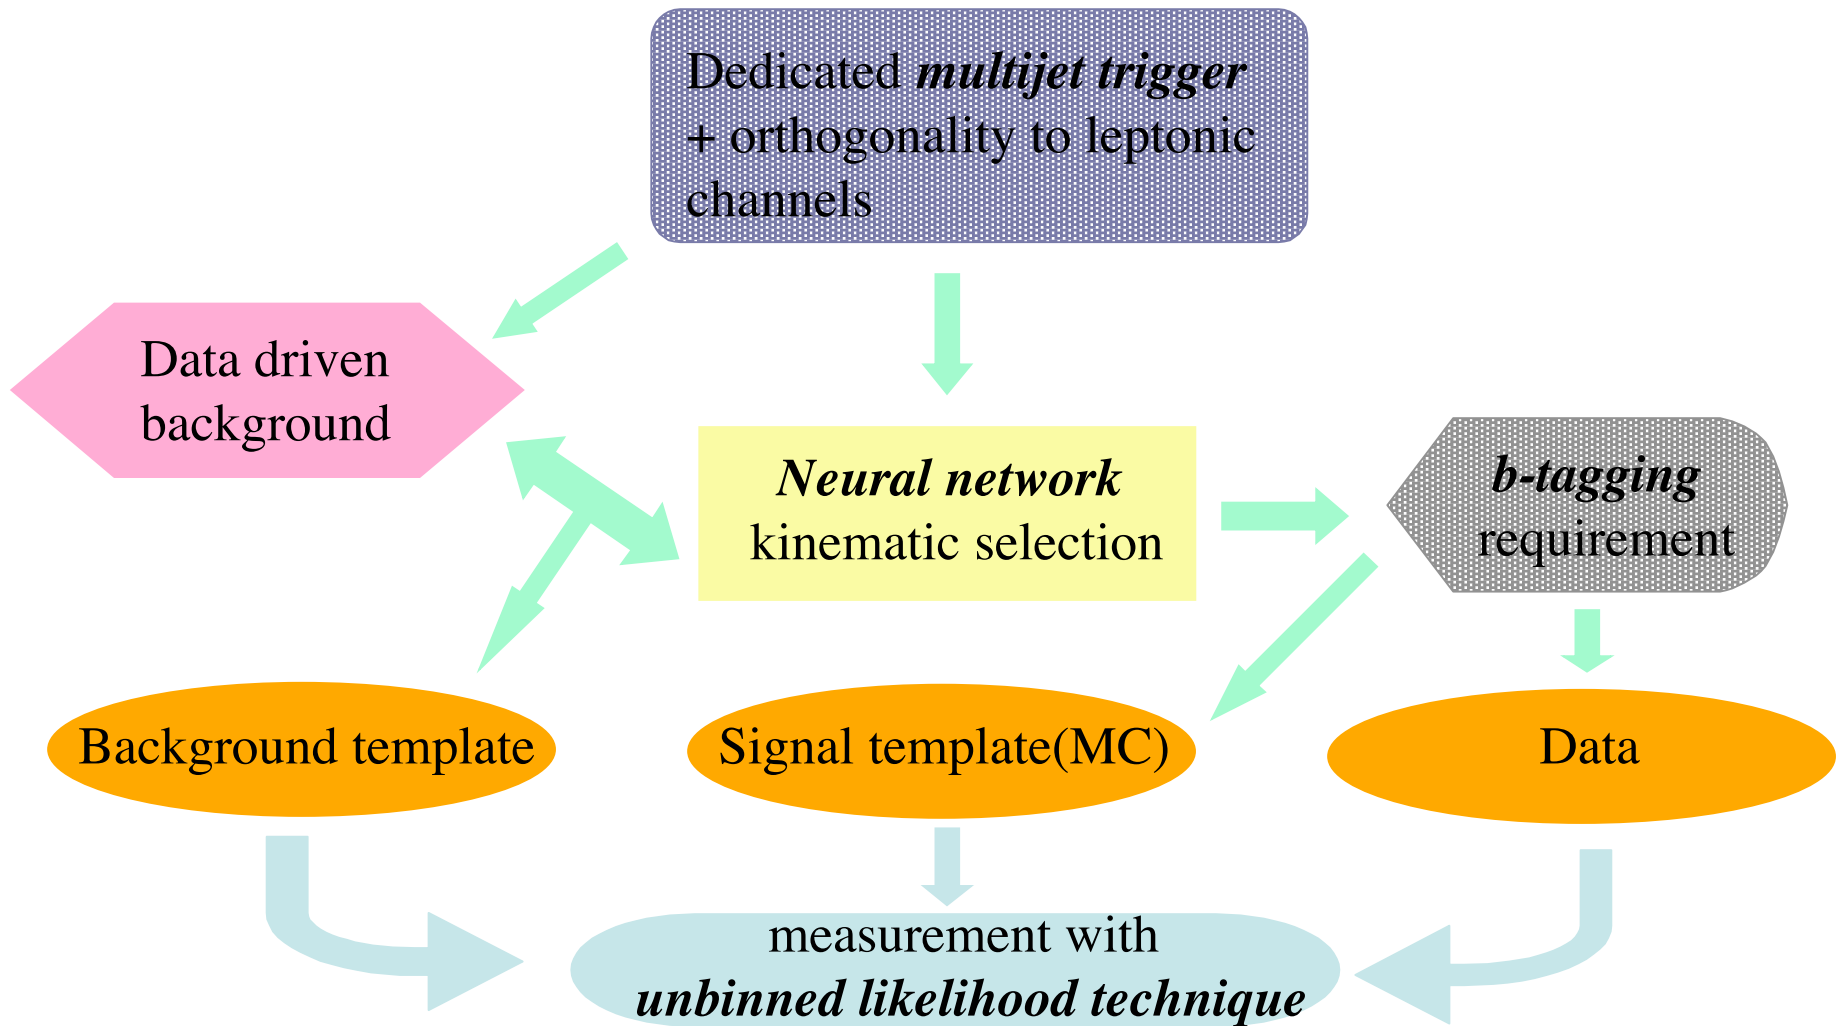 Dedicated multijet trigger
+ orthogonality to leptonic
channels
Data driven
background
Neural network
kinematic selection
b-tagging
requirement
Background template
Signal template(MC)
Data
measurement with
unbinned likelihood technique